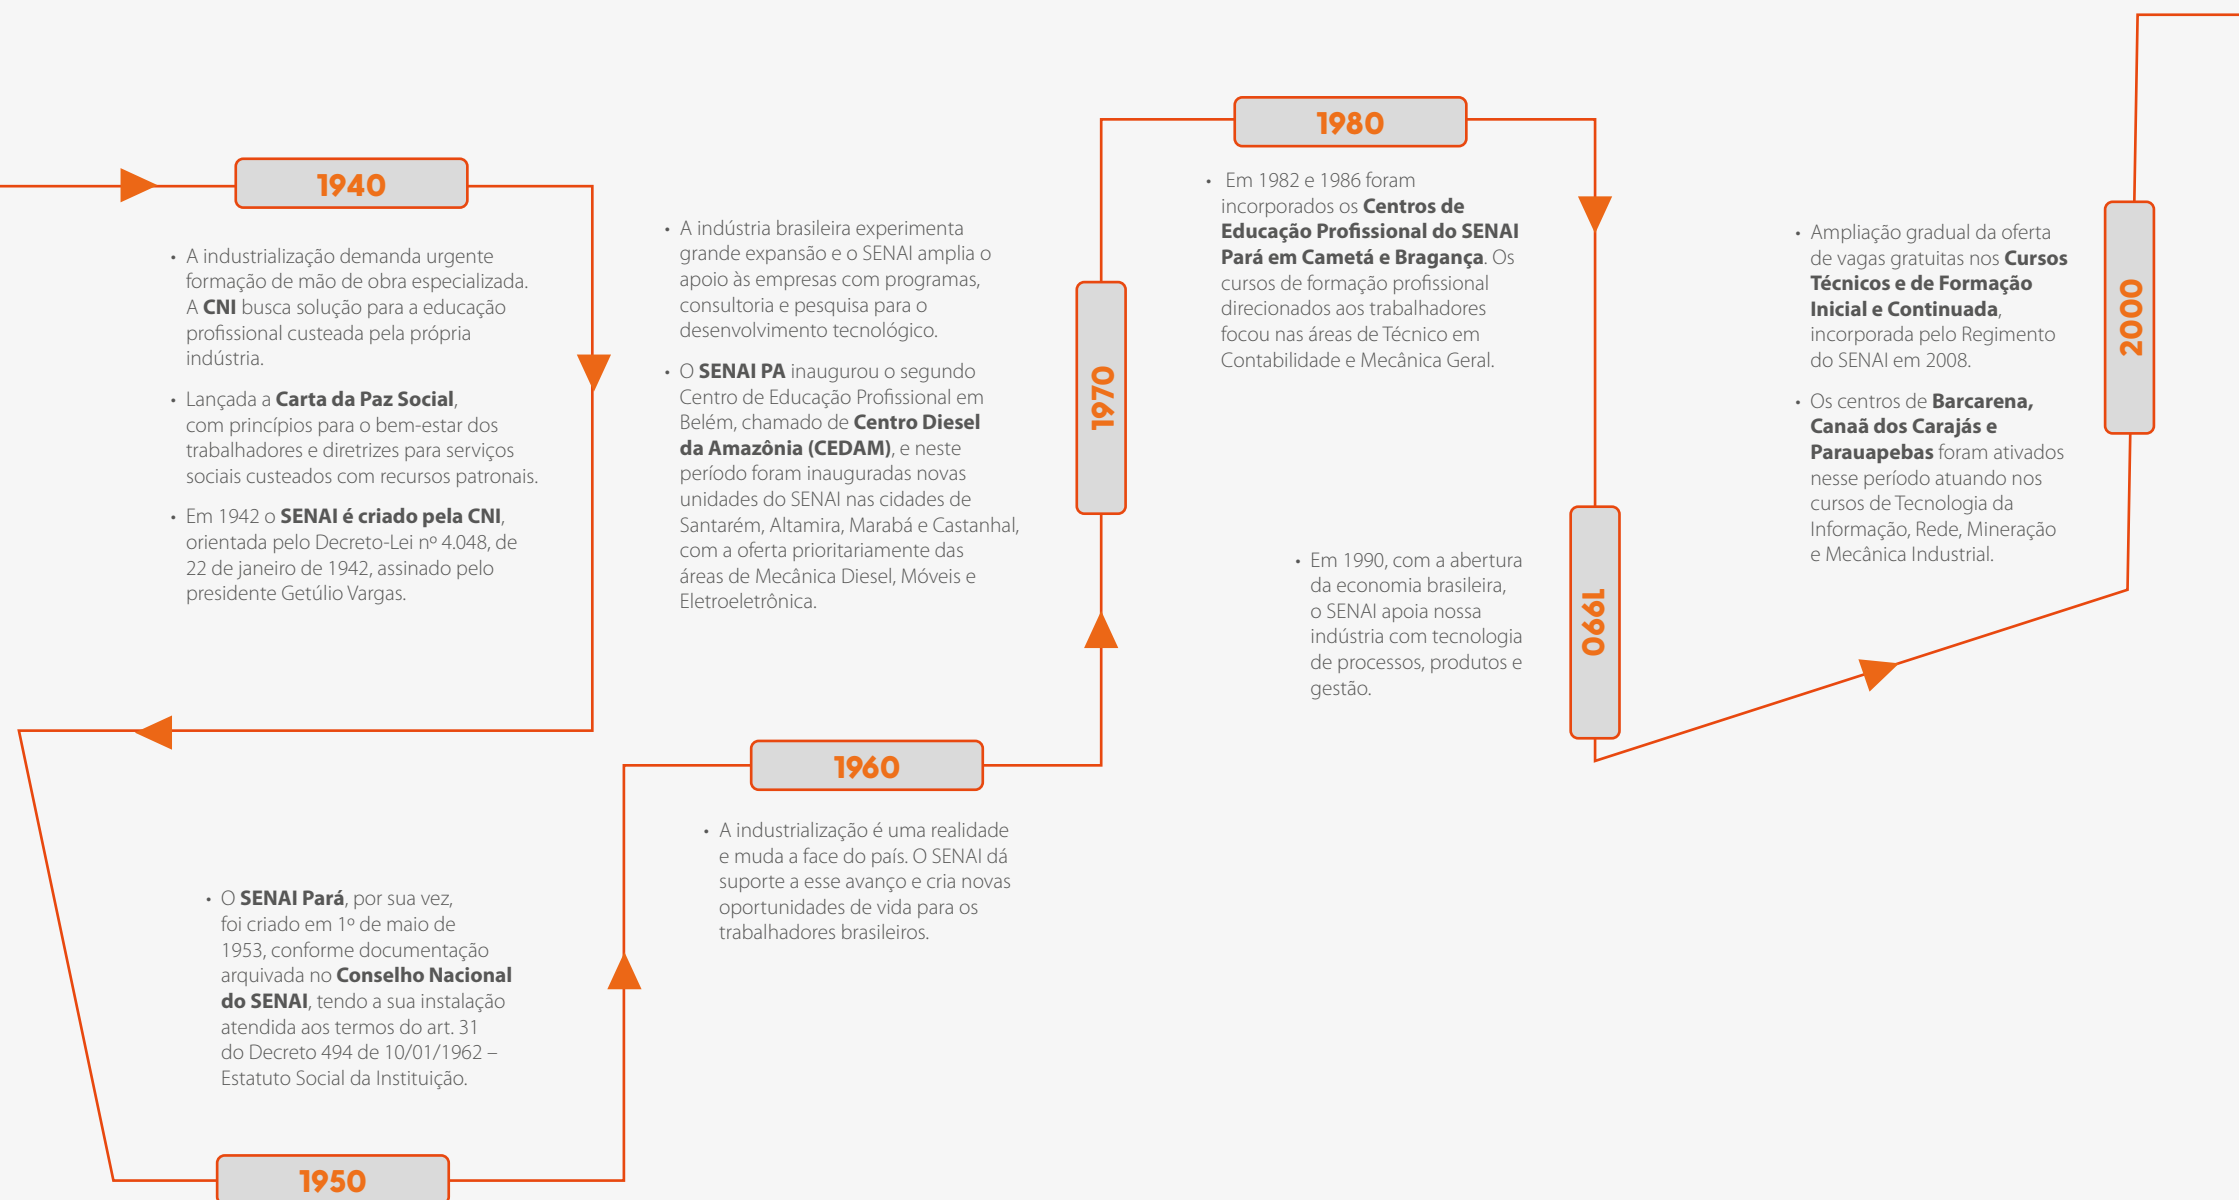 1940
• A industrialização demanda urgente
formação de mão de obra especializada.
A CNI busca solução para a educação
profissional custeada pela própria
indústria.
• Lançada a Carta da Paz Social,
com princípios para o bem-estar dos
trabalhadores e diretrizes para serviços
sociais custeados com recursos patronais.
• Em 1942 o SENAI é criado pela CNI,
orientada pelo Decreto-Lei nº 4.048, de
22 de janeiro de 1942, assinado pelo
presidente Getúlio Vargas.
• O SENAI Pará, por sua vez,
foi criado em 1º de maio de
1953, conforme documentação
arquivada no Conselho Nacional
do SENAI, tendo a sua instalação
atendida aos termos do art. 31
do Decreto 494 de 10/01/1962 –
Estatuto Social da Instituição.
1950
1960
• A industrialização é uma realidade
e muda a face do país. O SENAI dá
suporte a esse avanço e cria novas
oportunidades de vida para os
trabalhadores brasileiros.
• A indústria brasileira experimenta
grande expansão e o SENAI amplia o
apoio às empresas com programas,
consultoria e pesquisa para o
desenvolvimento tecnológico.
• O SENAI PA inaugurou o segundo
Centro de Educação Profissional em
Belém, chamado de Centro Diesel
da Amazônia (CEDAM), e neste
período foram inauguradas novas
unidades do SENAI nas cidades de
Santarém, Altamira, Marabá e Castanhal,
com a oferta prioritariamente das
áreas de Mecânica Diesel, Móveis e
Eletroeletrônica.
1970
1980
• Em 1982 e 1986 foram
incorporados os Centros de
Educação Profissional do SENAI
Pará em Cametá e Bragança. Os
cursos de formação profissional
direcionados aos trabalhadores
focou nas áreas de Técnico em
Contabilidade e Mecânica Geral.
• Em 1990, com a abertura
da economia brasileira,
o SENAI apoia nossa
indústria com tecnologia
de processos, produtos e
gestão.
1990
• Ampliação gradual da oferta
de vagas gratuitas nos Cursos
Técnicos e de Formação
Inicial e Continuada,
incorporada pelo Regimento
do SENAI em 2008.
• Os centros de Barcarena,
Canaã dos Carajás e
Parauapebas foram ativados
nesse período atuando nos
cursos de Tecnologia da
Informação, Rede, Mineração
e Mecânica Industrial.
2000